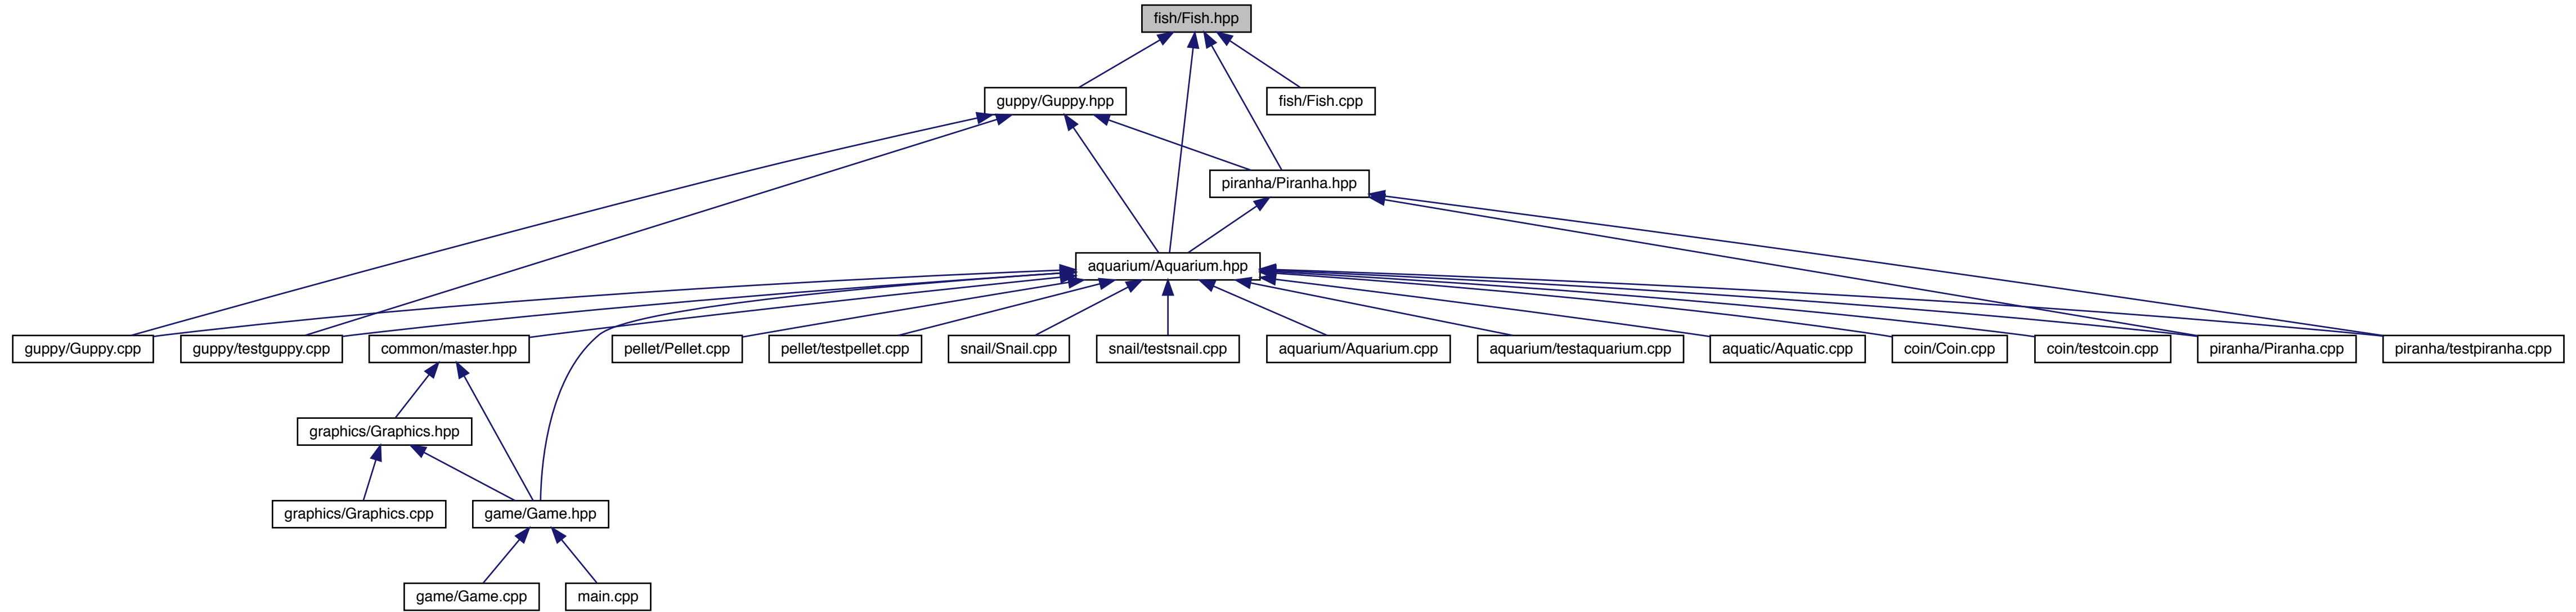 fish/Fish.hpp
guppy/Guppy.hpp
fish/Fish.cpp
piranha/Piranha.hpp
aquarium/Aquarium.hpp
guppy/Guppy.cpp
guppy/testguppy.cpp
common/master.hpp
pellet/Pellet.cpp
pellet/testpellet.cpp
snail/Snail.cpp
snail/testsnail.cpp
aquarium/Aquarium.cpp
aquarium/testaquarium.cpp
aquatic/Aquatic.cpp
coin/Coin.cpp
coin/testcoin.cpp
piranha/Piranha.cpp
piranha/testpiranha.cpp
graphics/Graphics.hpp
graphics/Graphics.cpp
game/Game.hpp
game/Game.cpp
main.cpp